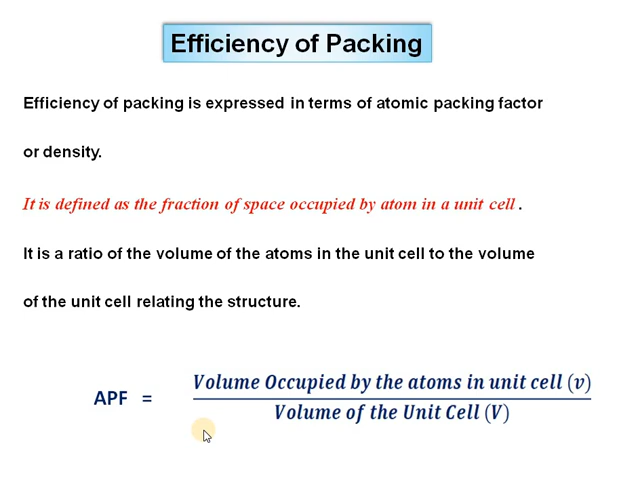 Efficiency of Packing
Efficiency of packing is expressed in terms of atomic packing factor
or density.
It is defined as the fraction of space occupied by atom in a unit cell .
It is a ratio of the volume of the atoms in the unit cell to the volume
of the unit cell relating the structure.
Volume Occupied by the atoms in unit cell (v)
APF =
Volume of the Unit Cell (V)